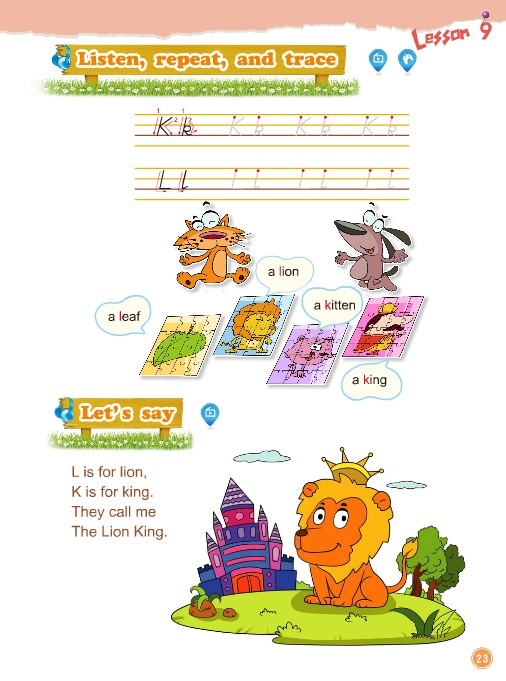 Lesson 9
Listen, repeat, and trace
K k K k K k K k
L l L l L l L l
a lion
a leaf
a kitten
a king
Let's say
L is for lion,
K is for king.
They call me
The Lion King.
23